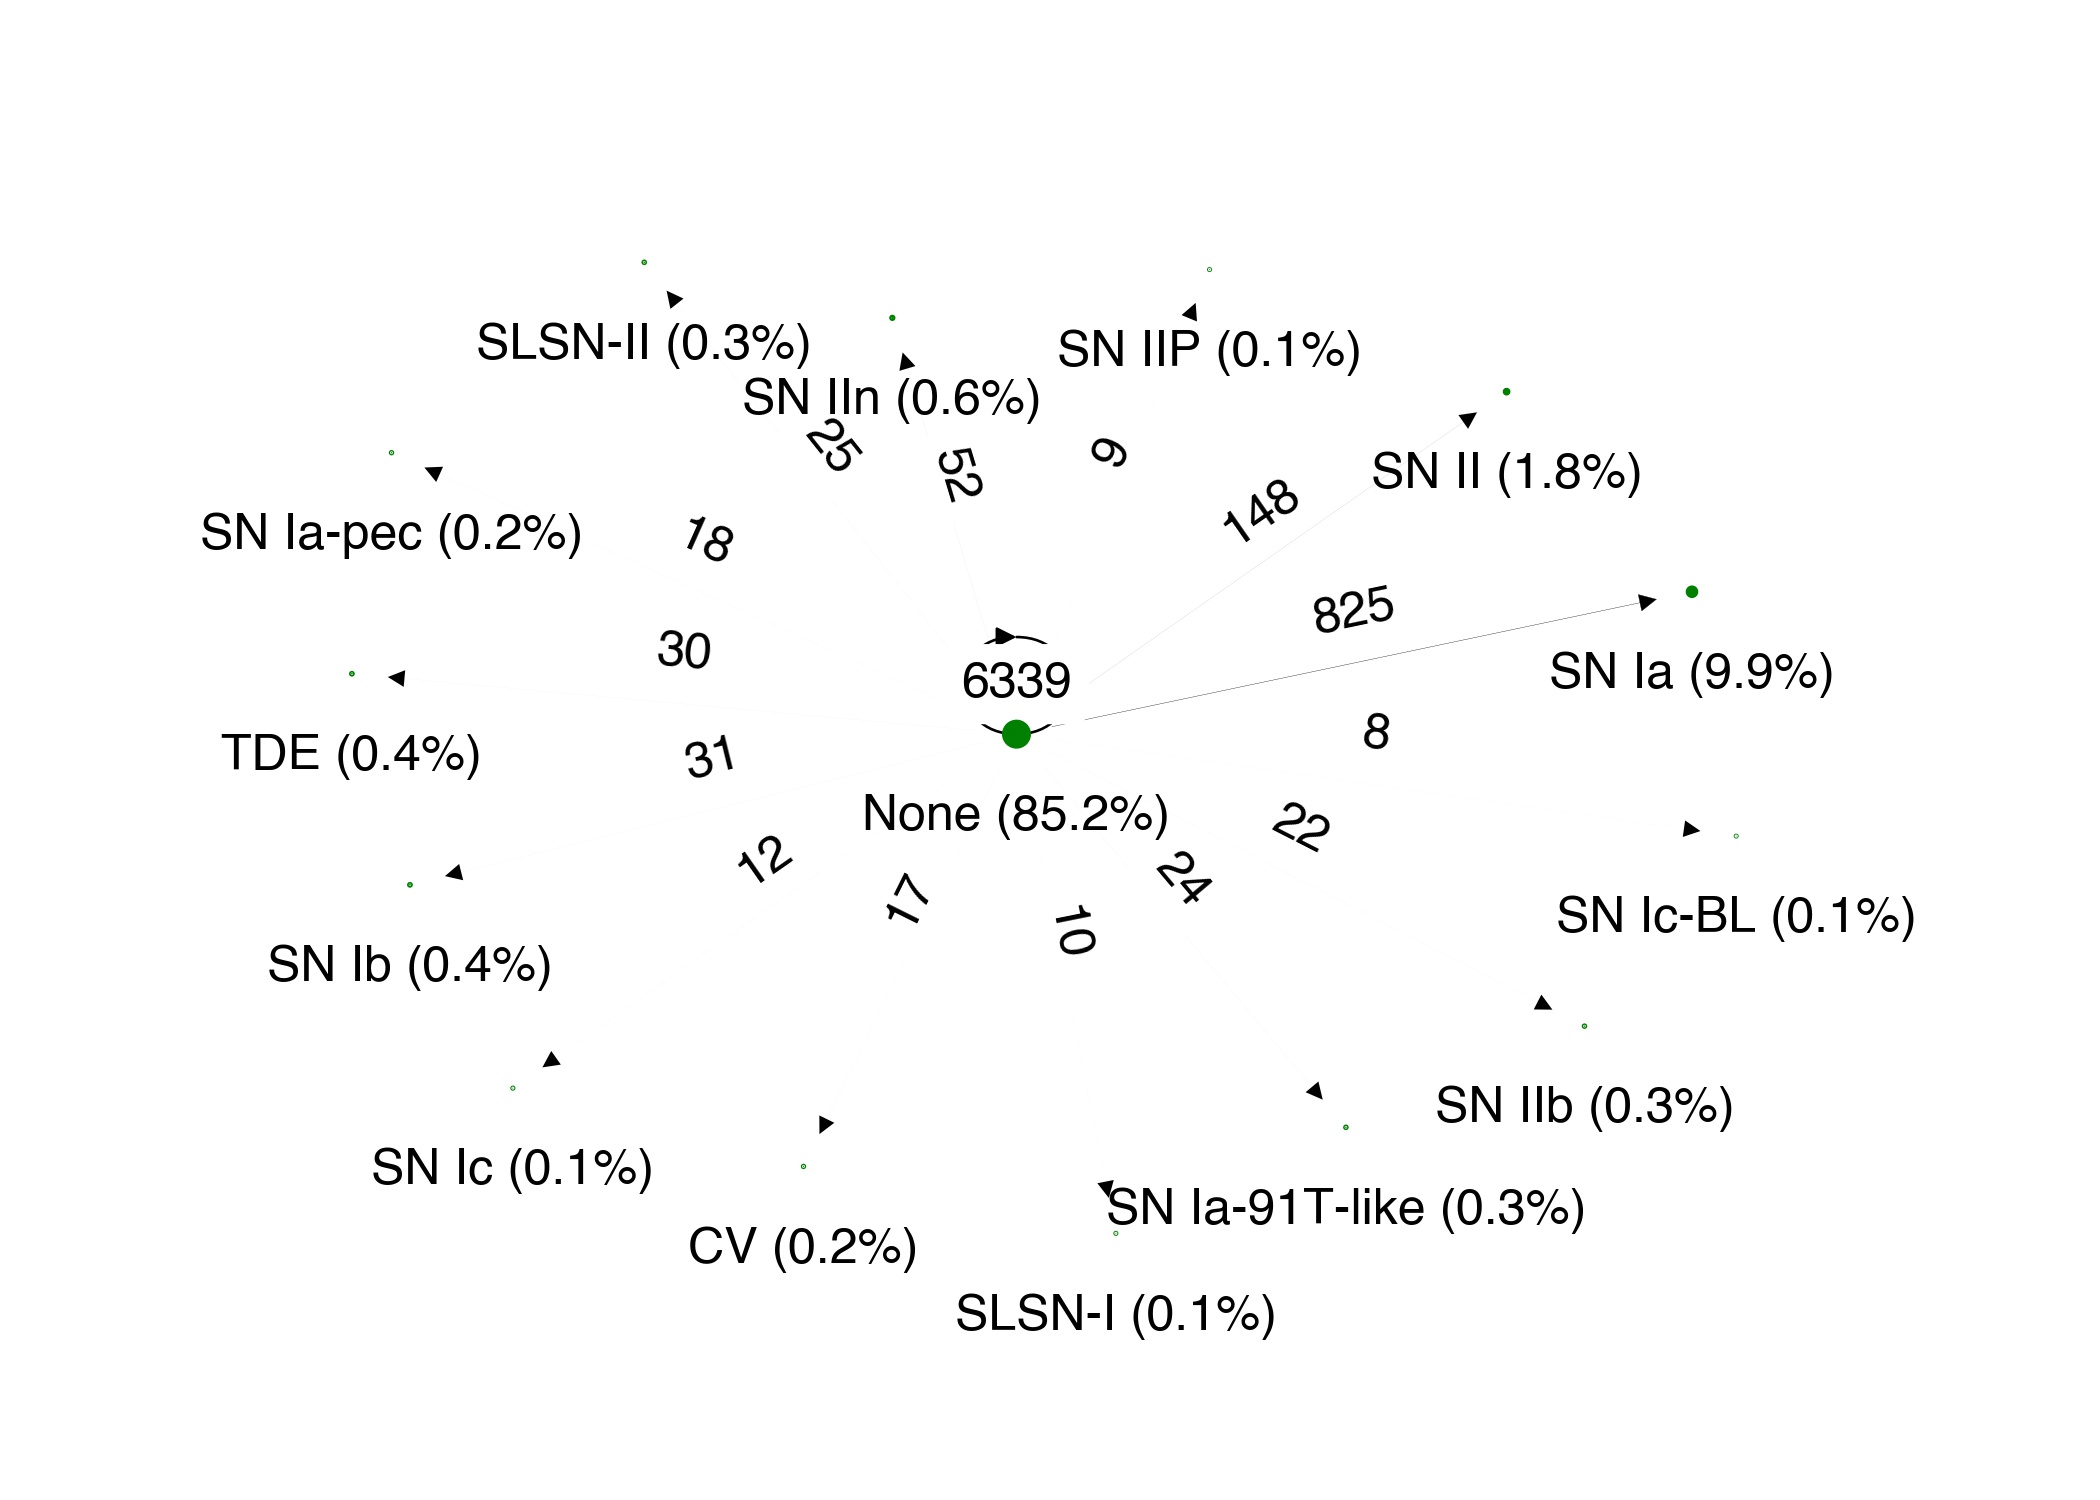 SLSN-II (0.3%)
SN IIP (0.1%)
SN IIn (0.6%)
25
52
9
SN II (1.8%)
148
SN Ia-pec (0.2%)
18
825
30
6339
SN Ia (9.9%)
8
TDE (0.4%)
31
None (85.2%)
22
12
24
17
10
SN Ic-BL (0.1%)
SN Ib (0.4%)
SN IIb (0.3%)
SN Ic (0.1%)
SN Ia-91T-like (0.3%)
CV (0.2%)
SLSN-I (0.1%)